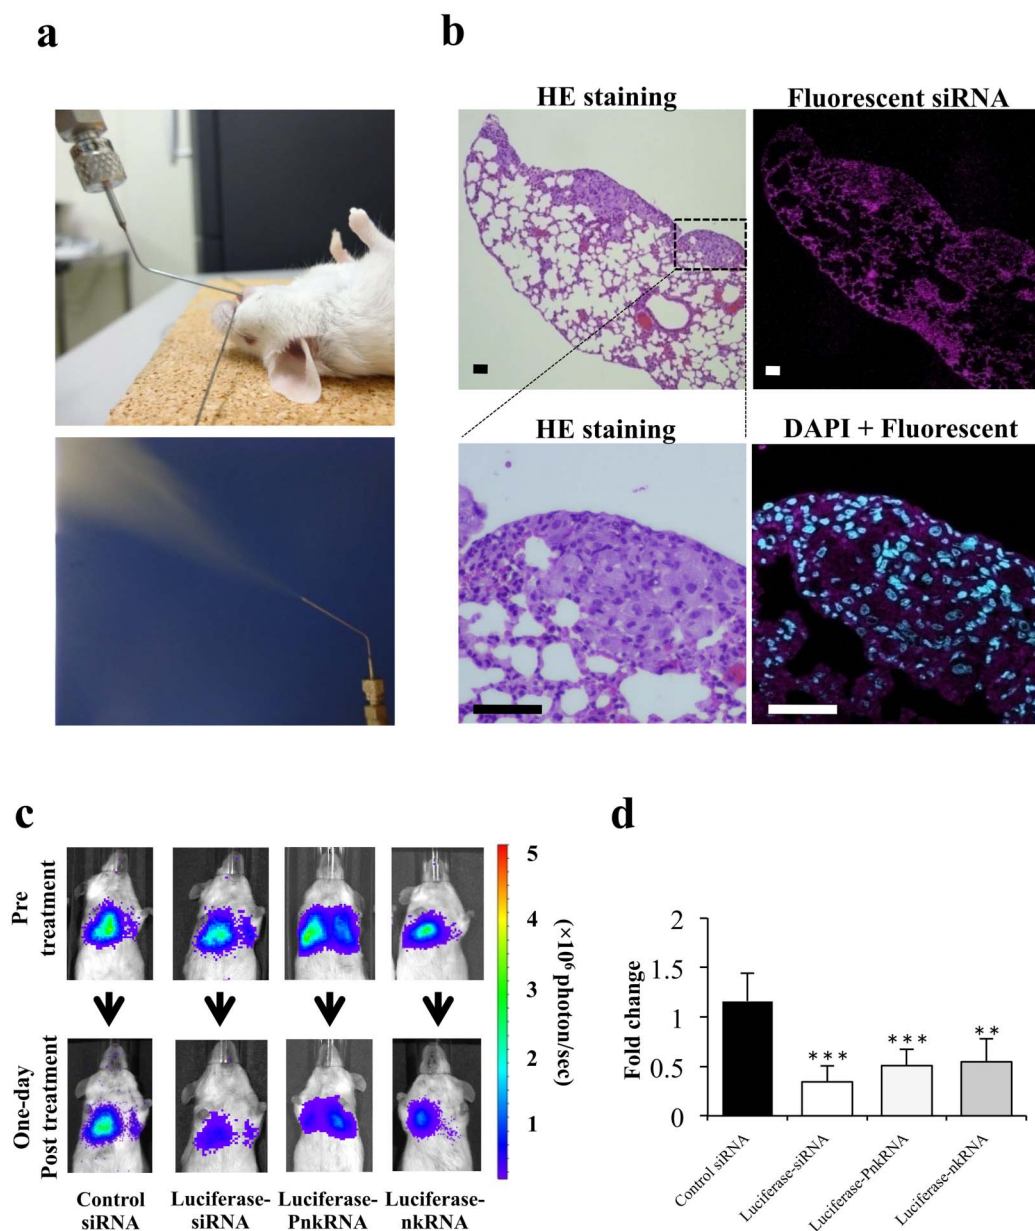 a
b
HE staining
Fluorescent siRNA
HE staining
DAPI + Fluorescent
c
d
Pre
treatment
One-day
Post treatment
5
4
3
2
1
(×10⁶ photon/sec)
Control
siRNA
Luciferase-
siRNA
Luciferase-
PnkRNA
Luciferase-
nkRNA
Fold change
2
1.5
1
0.5
0
***
***
**
Control siRNA
Luciferase-siRNA
Luciferase-PnkRNA
Luciferase-nkRNA